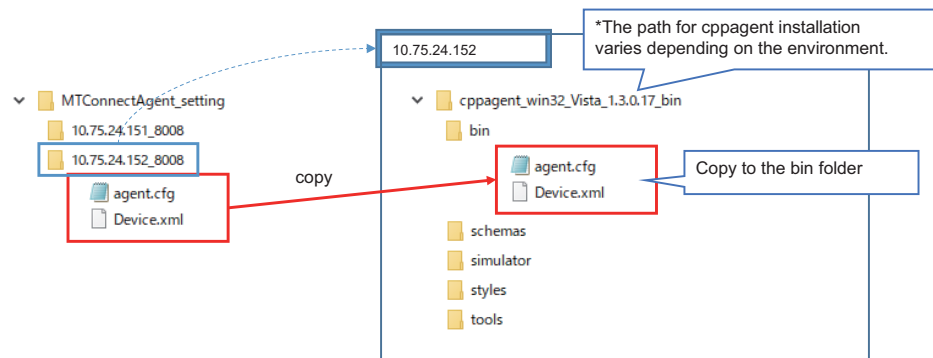 *The path for cppagent installation
varies depending on the environment.
10.75.24.152
MTConnectAgent_setting
10.75.24.151_8008
10.75.24.152_8008
agent.cfg
Device.xml
copy
cppagent_win32_Vista_1.3.0.17_bin
bin
agent.cfg
Device.xml
Copy to the bin folder
schemas
simulator
styles
tools